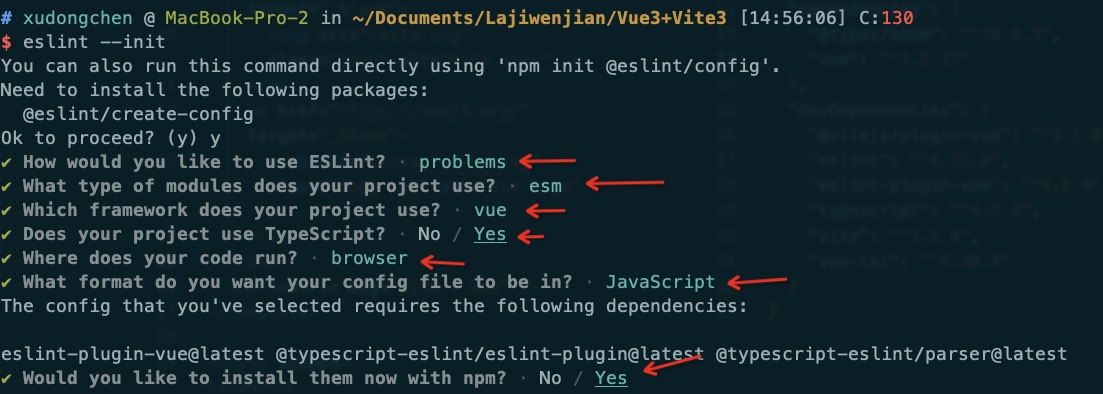 # xudongchen @ MacBook-Pro-2 in ~/Documents/Lajiwenjian/Vue3+Vite3 [14:56:06] C:130
$ eslint --init
You can also run this command directly using 'npm init @eslint/config'.
Need to install the following packages:
  @eslint/create-config
Ok to proceed? (y) y
✔ How would you like to use ESLint? · problems
✔ What type of modules does your project use? · esm
✔ Which framework does your project use? · vue
✔ Does your project use TypeScript? · No / Yes
✔ Where does your code run? · browser
✔ What format do you want your config file to be in? · JavaScript
The config that you've selected requires the following dependencies:

eslint-plugin-vue@latest @typescript-eslint/eslint-plugin@latest @typescript-eslint/parser@latest
✔ Would you like to install them now with npm? · No / Yes